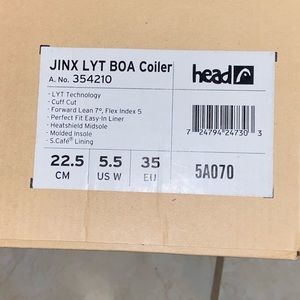 JINX LYT BOA Coiler
A. No. 354210
head
- LYT Technology
- Cuff Cut
- Forward Lean 7°, Flex Index 5
- Perfect Fit Easy-In Liner
- Heatshield Midsole
- Molded Insole
- S.Café® Lining
7 24794 24730 3
22.5 5.5 35 5A070
CM US W EU